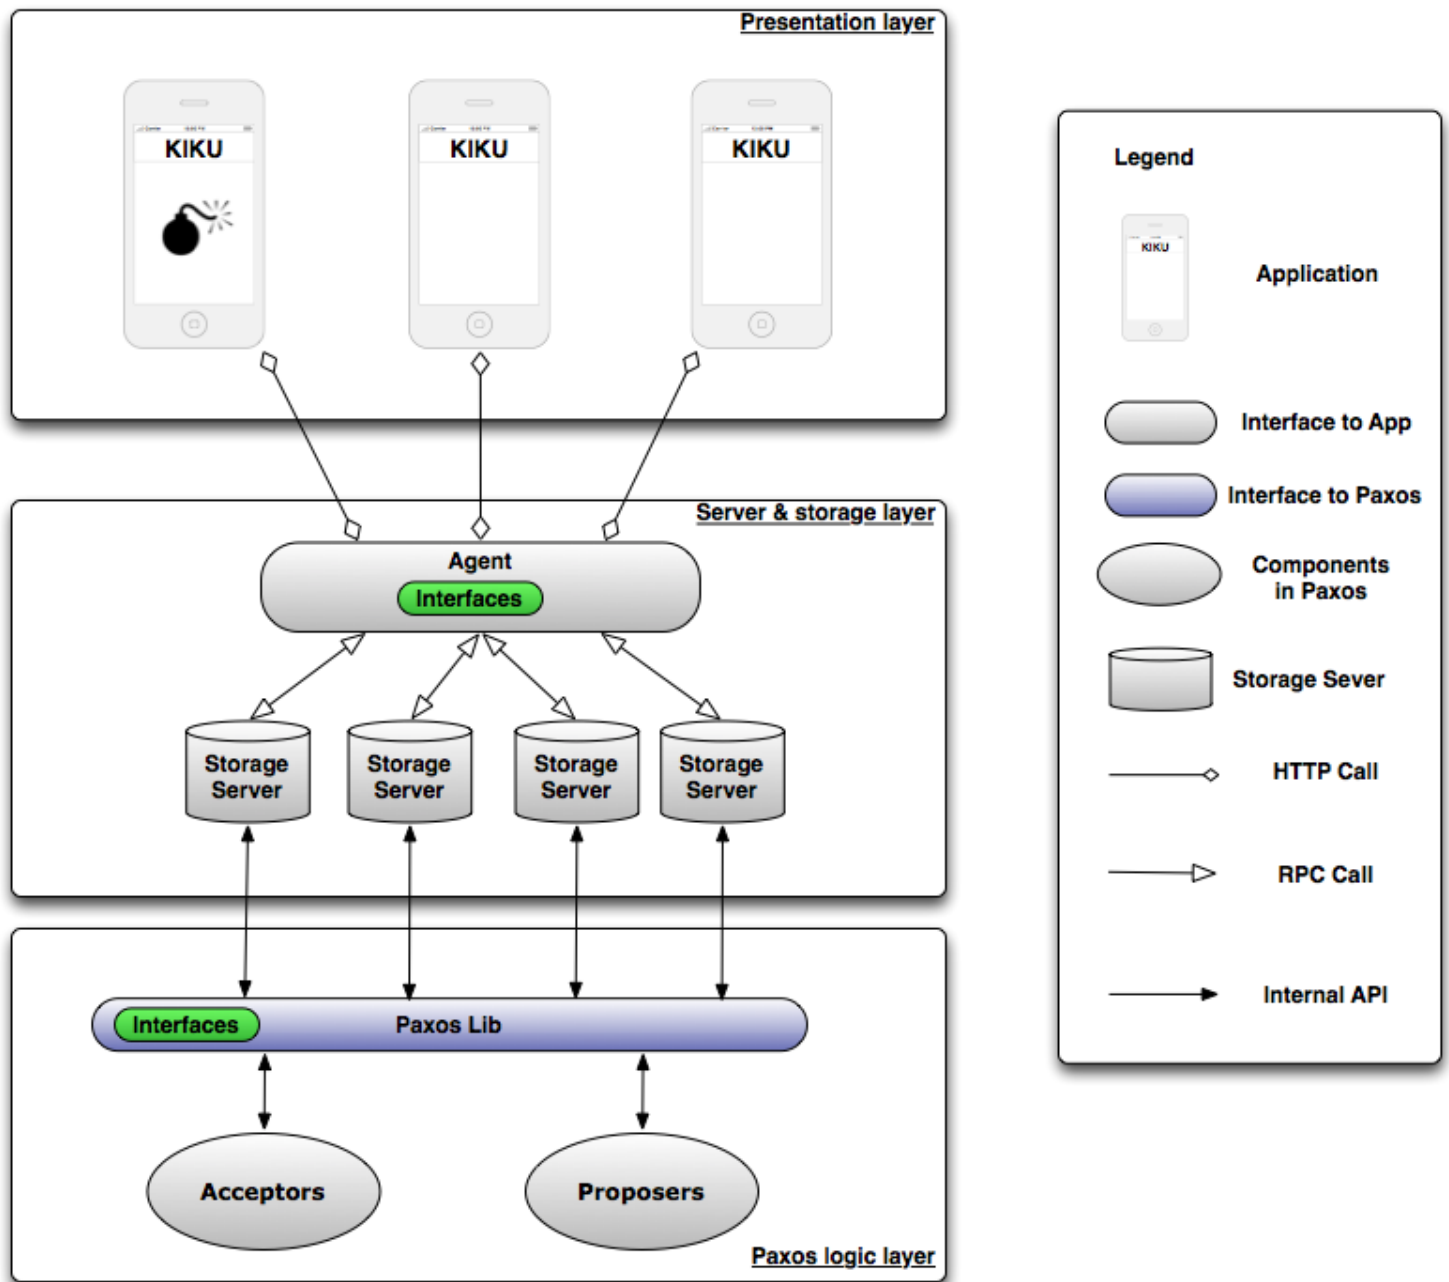 Presentation layer
KIKU
KIKU
KIKU
Server & storage layer
Agent
Interfaces
Storage
Server
Storage
Server
Storage
Server
Storage
Server
Interfaces
Paxos Lib
Acceptors
Proposers
Paxos logic layer
Legend
KIKU
Application
Interface to App
Interface to Paxos
Components
in Paxos
Storage Sever
HTTP Call
RPC Call
Internal API